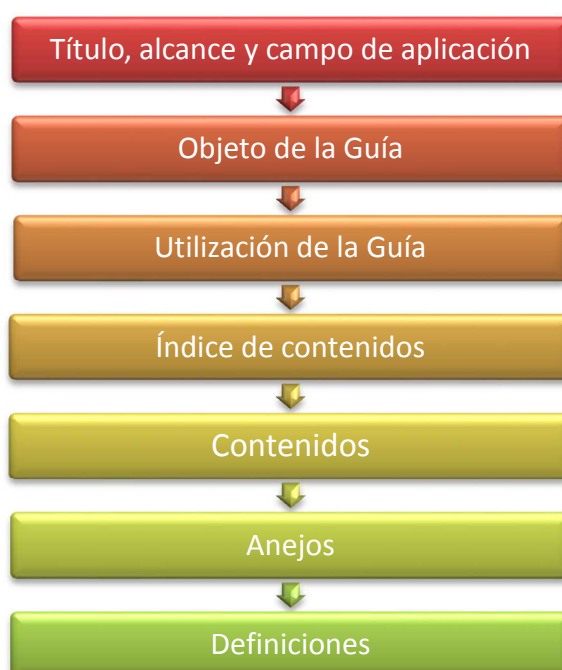 Título, alcance y campo de aplicación
Objeto de la Guía
Utilización de la Guía
Índice de contenidos
Contenidos
Anejos
Definiciones